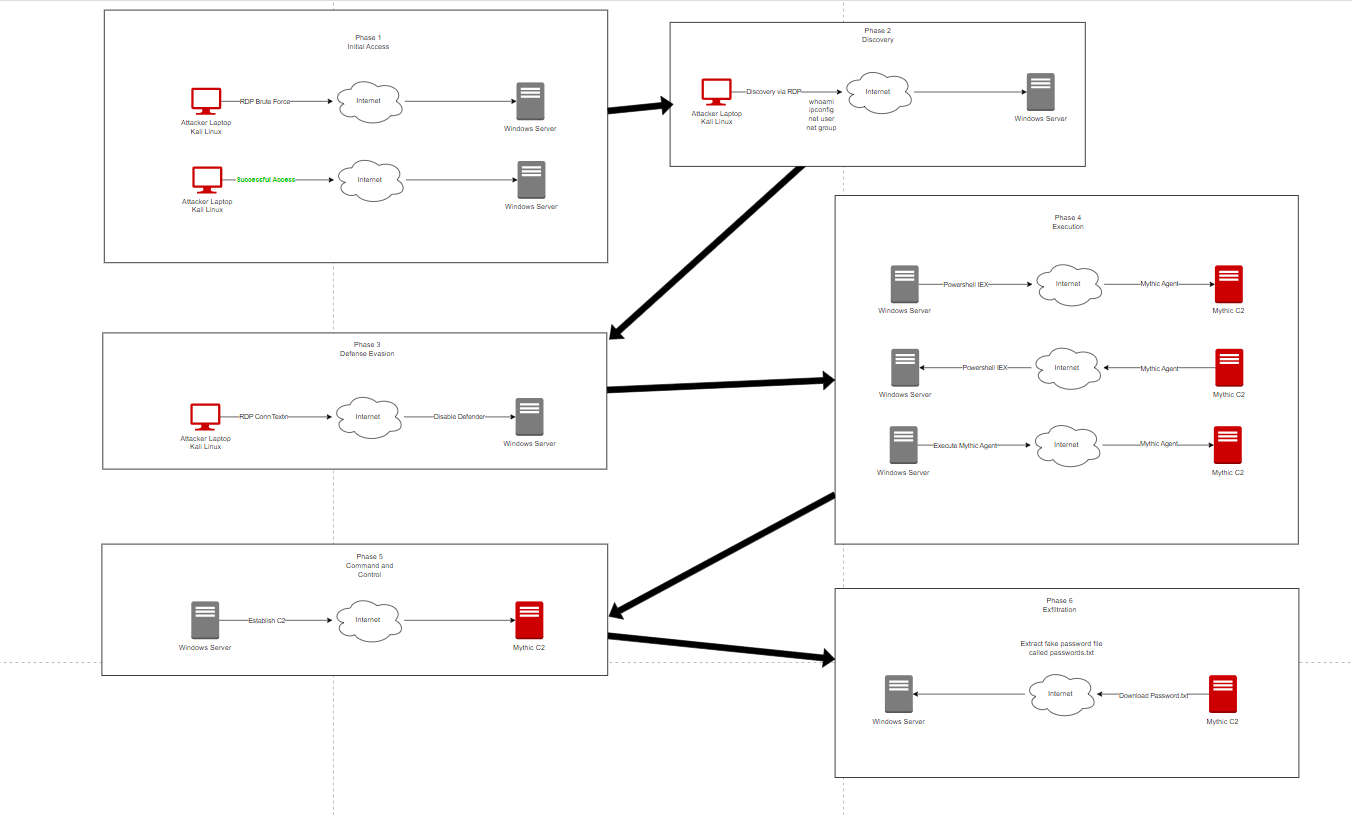 Phase 1
Initial Access
RDP Brute Force
Internet
Attacker Laptop
Kali Linux
Windows Server
Successful Access
Internet
Attacker Laptop
Kali Linux
Windows Server
Phase 2
Discovery
Discovery via RDP
Internet
whoami
ipconfig
net user
net group
Attacker Laptop
Kali Linux
Windows Server
Phase 3
Defense Evasion
RDP ConnTextn
Internet
Disable Defender
Attacker Laptop
Kali Linux
Windows Server
Phase 4
Execution
Powershell IEX
Internet
Mythic Agent
Windows Server
Mythic C2
Powershell IEX
Internet
Mythic Agent
Windows Server
Mythic C2
Execute Mythic Agent
Internet
Mythic Agent
Windows Server
Mythic C2
Phase 5
Command and
Control
Establish C2
Internet
Windows Server
Mythic C2
Phase 6
Exfiltration
Extract fake password file
called passwords.txt
Internet
Download Password.txt
Windows Server
Mythic C2